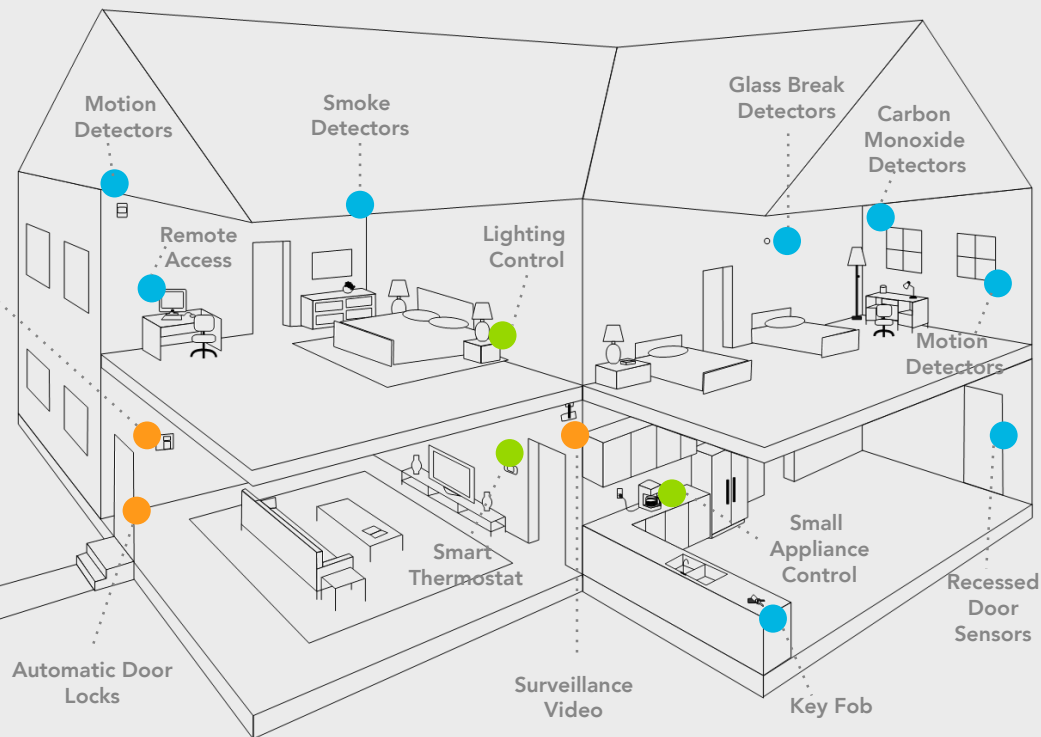 Motion
Detectors
Smoke
Detectors
Glass Break
Detectors
Carbon
Monoxide
Detectors
Remote
Access
Lighting
Control
Motion
Detectors
Smart
Thermostat
Small
Appliance
Control
Recessed
Door
Sensors
Automatic Door
Locks
Surveillance
Video
Key Fob